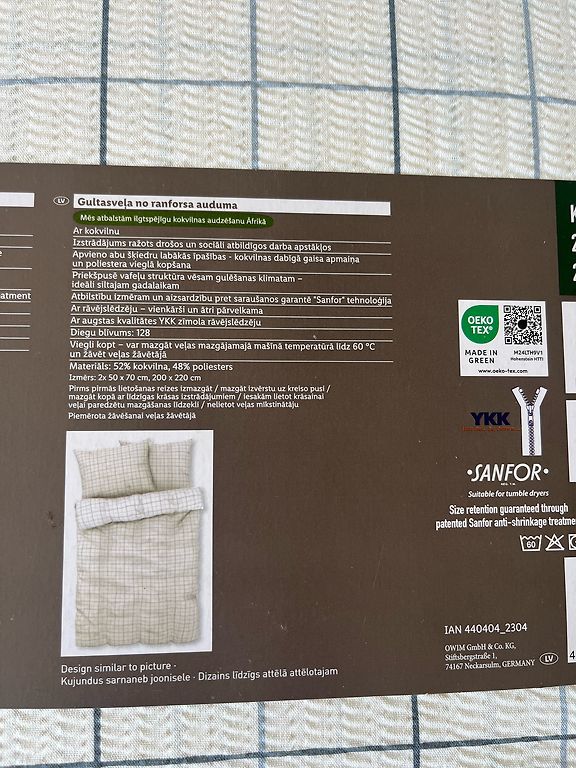 LV
Gultasveļa no ranforsa auduma
Mēs atbalstām ilgtspējīgu kokvilnas audzēšanu Āfrikā
Ar kokvilnu
Izstrādājums ražots drošos un sociāli atbildīgos darba apstākļos
Apvieno abu šķiedru labākās īpašības - kokvilnas dabīgā gaisa apmaiņa
un poliestera vieglā kopšana
Priekšpusē vafeļu struktūra vēsam gulēšanas klimatam –
ideāli siltajam gadalaikam
Atbilstību izmēram un aizsardzību pret saraušanos garantē "Sanfor" tehnoloģija
Ar rāvējslēdzēju – vienkārši un ātri pārvelkama
Ar augstas kvalitātes YKK zīmola rāvējslēdzēju
Diegu blīvums: 128
Viegli kopt – var mazgāt veļas mazgājamajā mašīnā temperatūrā līdz 60 °C
un žāvēt veļas žāvētājā
Materiāls: 52% kokvilna, 48% poliesters
Izmērs: 2x 50 x 70 cm, 200 x 220 cm
Pirms pirmās lietošanas reizes izmazgāt / mazgāt izvērstu uz kreiso pusi /
mazgāt kopā ar līdzīgas krāsas izstrādājumiem / Iesakām lietot krāsainai
veļai paredzētu mazgāšanas līdzekli / nelietot veļas mīkstinātāju
Piemērota žāvēšanai veļas žāvētājā
eatment
OEKO
TEX®
MADE IN
GREEN
M24LTH9V1
Hohenstein HTTI
www.oeko-tex.com
YKK
SANFOR
Suitable for tumble dryers
Size retention guaranteed through
patented Sanfor anti-shrinkage treatme
60
IAN 440404_2304
OWIM GmbH & Co. KG,
Stiftsbergstraße 1,
74167 Neckarsulm, GERMANY
LV
Design similar to picture ·
Kujundus sarnaneb joonisele · Dizains līdzīgs attēlā attēlotajam